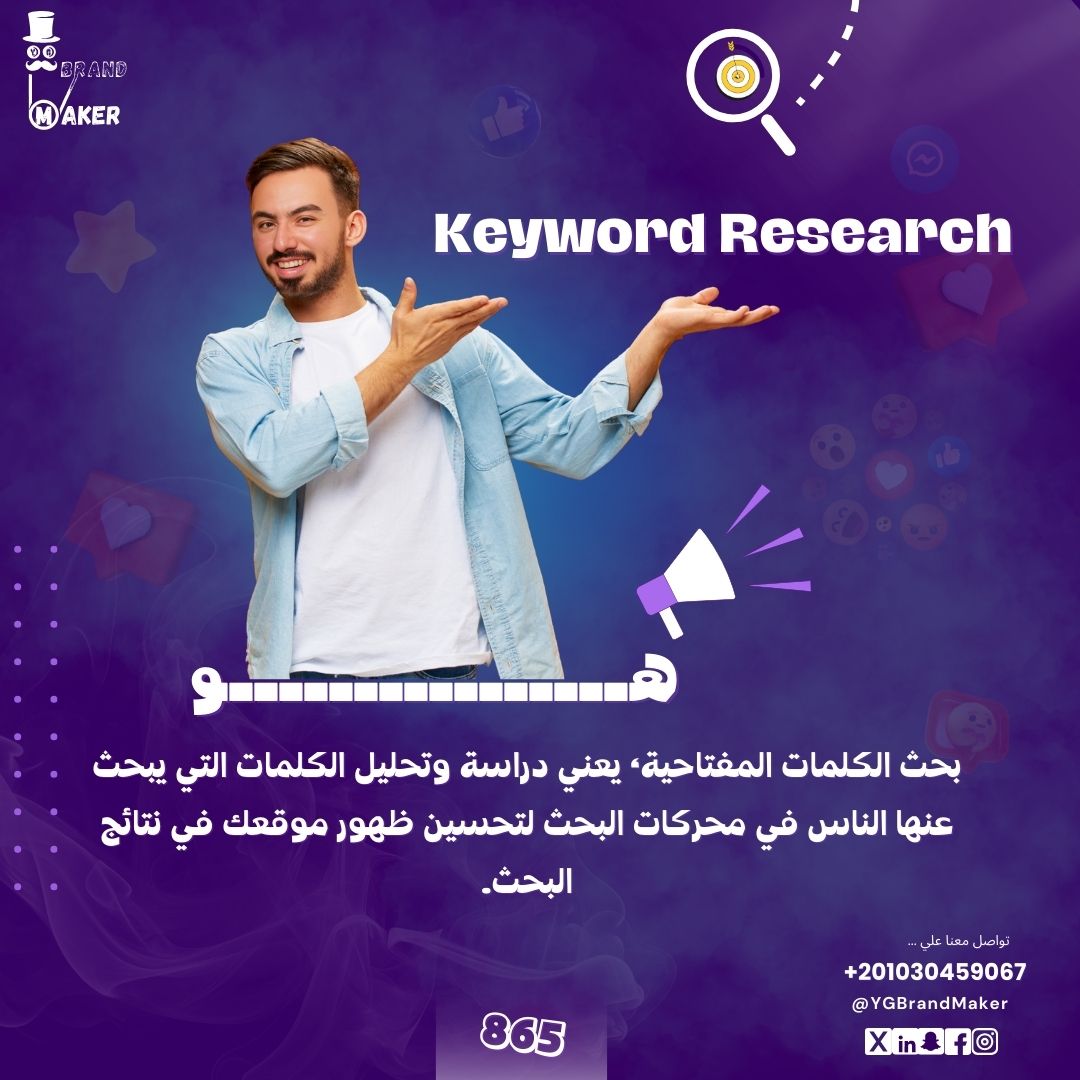 BRAND
MAKER
Keyword Research
هـــــــــــــــــو
بحث الكلمات المفتاحية، يعني دراسة وتحليل الكلمات التي يبحث
عنها الناس في محركات البحث لتحسين ظهور موقعك في نتائج
البحث.
تواصل معنا علي ...
+201030459067
@YGBrandMaker
865